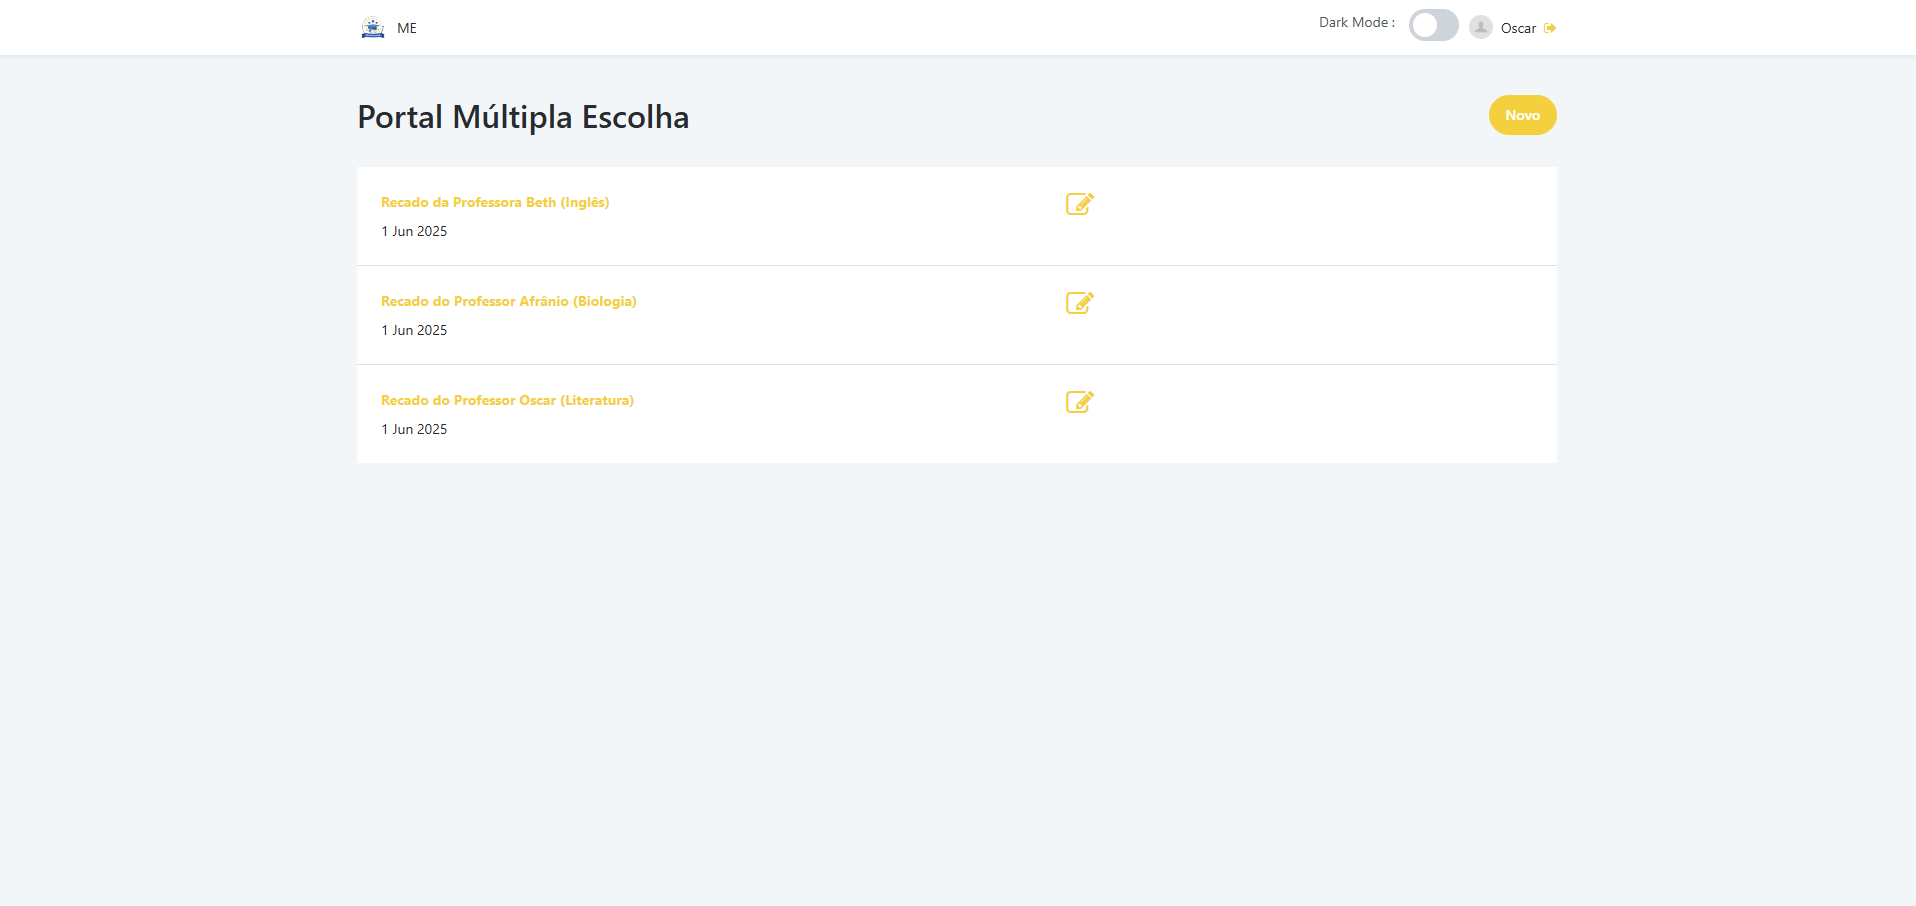 ME
Dark Mode :
Oscar
Portal Múltipla Escolha
Novo
Recado da Professora Beth (Inglês)
1 Jun 2025
Recado do Professor Afrânio (Biologia)
1 Jun 2025
Recado do Professor Oscar (Literatura)
1 Jun 2025